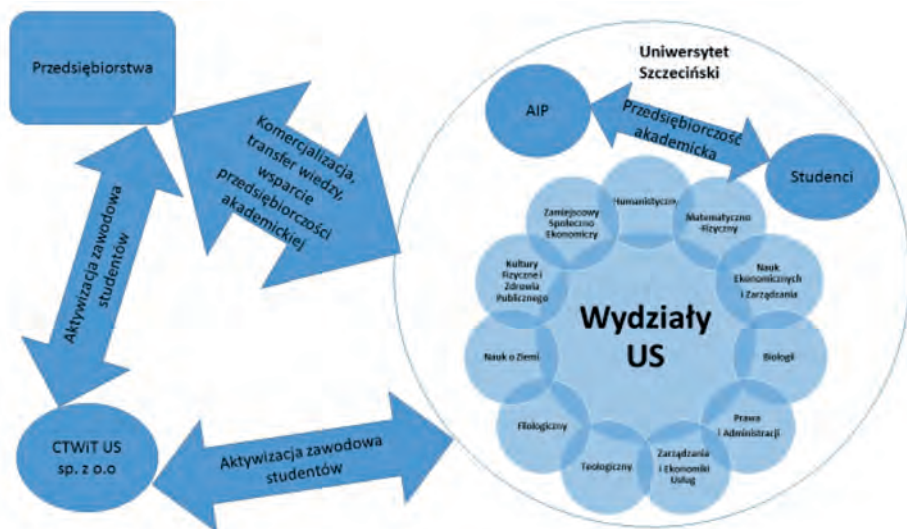 Przedsiębiorstwa
Komercjalizacja,
transfer wiedzy,
wsparcie
przedsiębiorczości
akademickiej
Aktywizacja zawodowa
studentów
CTWiT US
sp. z o.o
Aktywizacja zawodowa
studentów
Uniwersytet
Szczeciński
AIP
Przedsiębiorczość
akademicka
Studenci
Wydziały
US
Humanistyczny
Matematyczno
-Fizyczny
Nauk
Ekonomicznych
i Zarządzania
Biologii
Prawa
i Administracji
Zarządzania
i Ekonomiki
Usług
Teologiczny
Filologiczny
Nauk o Ziemi
Kultury
Fizycznei
Zdrowia
Publicznego
Zamiejscowy
Społeczno
Ekonomiczy